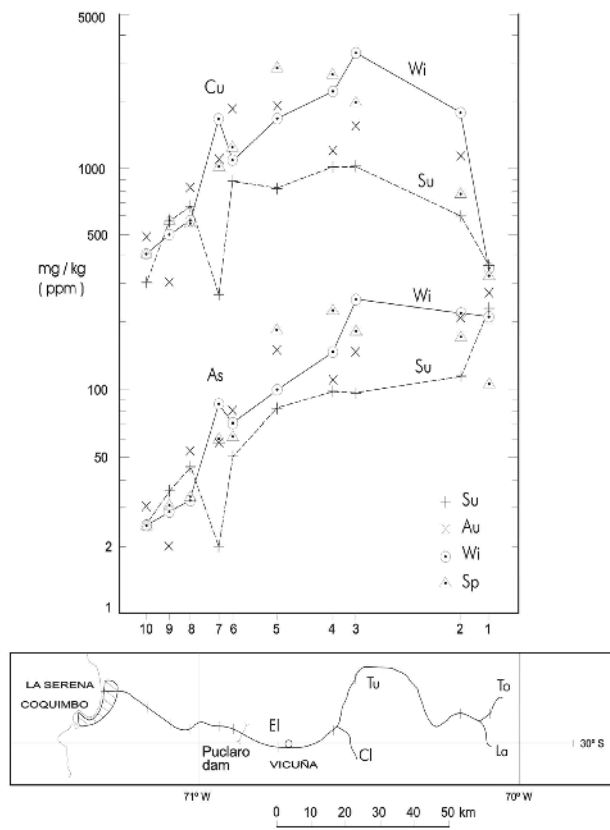 5000
Cu
Wi
1000
Su
500
mg / kg
( ppm )
Wi
As
100
Su
50
Su
Au
Wi
Sp
2
1
10 9 8 7 6 5 4 3 2 1
LA SERENA
COQUIMBO
Tu
To
El
Puclaro
dam
VICUÑA
Cl
La
30° S
71° W
70° W
0 10 20 30 40 50 km